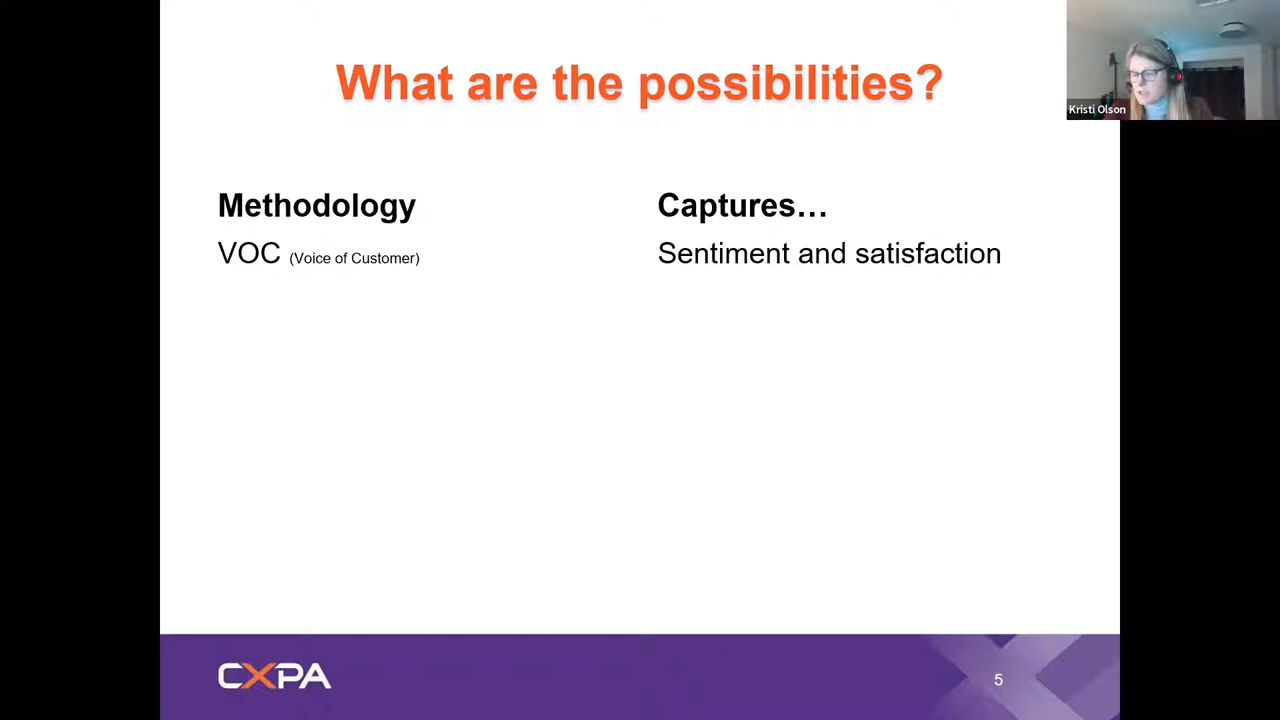 What are the possibilities?
Kristi Olson
Methodology
Captures…
VOC (Voice of Customer)
Sentiment and satisfaction
CXPA
5